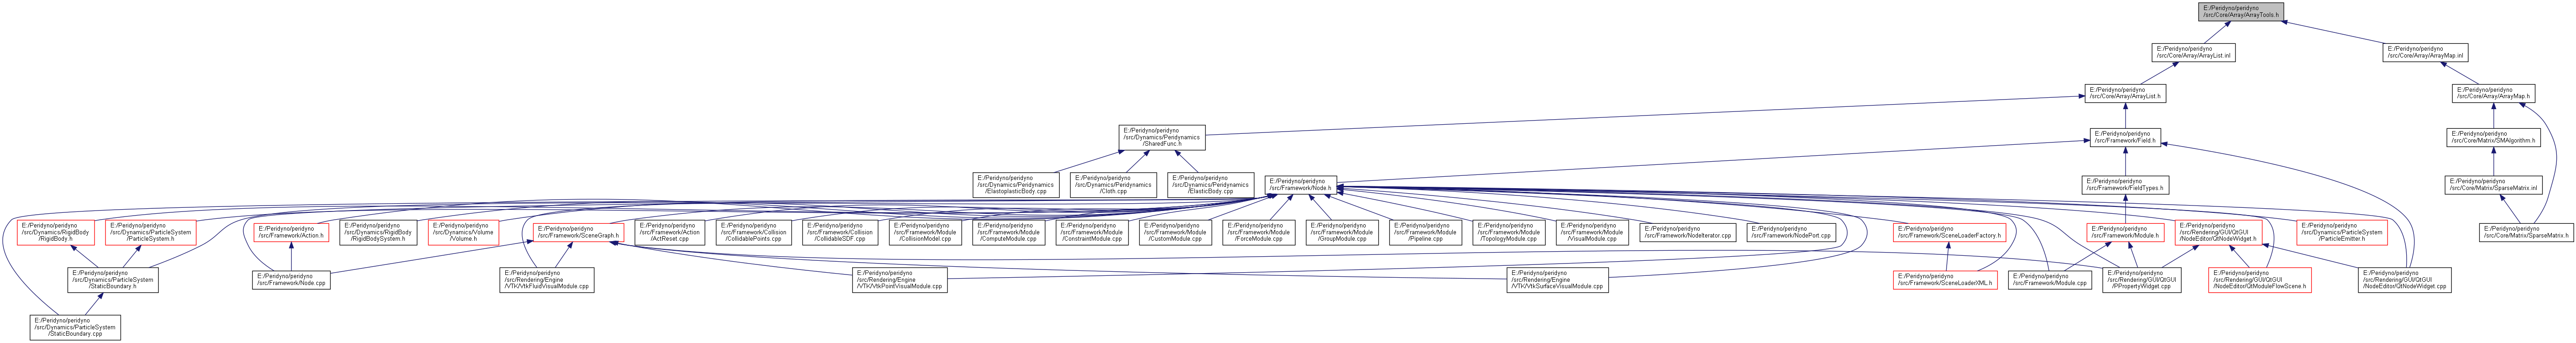 E:/Peridyno/peridyno
/src/Core/Array/ArrayTools.h
E:/Peridyno/peridyno
/src/Core/Array/ArrayList.inl
E:/Peridyno/peridyno
/src/Core/Array/ArrayMap.inl
E:/Peridyno/peridyno
/src/Core/Array/ArrayList.h
E:/Peridyno/peridyno
/src/Core/Array/ArrayMap.h
E:/Peridyno/peridyno
/src/Dynamics/Peridynamics
/SharedFunc.h
E:/Peridyno/peridyno
/src/Framework/Field.h
E:/Peridyno/peridyno
/src/Core/Matrix/SMAlgorithm.h
E:/Peridyno/peridyno
/src/Dynamics/Peridynamics
/ElastoplasticBody.cpp
E:/Peridyno/peridyno
/src/Dynamics/Peridynamics
/Cloth.cpp
E:/Peridyno/peridyno
/src/Dynamics/Peridynamics
/ElasticBody.cpp
E:/Peridyno/peridyno
/src/Framework/Node.h
E:/Peridyno/peridyno
/src/Framework/FieldTypes.h
E:/Peridyno/peridyno
/src/Core/Matrix/SparseMatrix.inl
E:/Peridyno/peridyno
/src/Dynamics/RigidBody
/RigidBody.h
E:/Peridyno/peridyno
/src/Dynamics/ParticleSystem
/ParticleSystem.h
E:/Peridyno/peridyno
/src/Framework/Action.h
E:/Peridyno/peridyno
/src/Dynamics/RigidBody
/RigidBodySystem.h
E:/Peridyno/peridyno
/src/Dynamics/Volume
/Volume.h
E:/Peridyno/peridyno
/src/Framework/SceneGraph.h
E:/Peridyno/peridyno
/src/Framework/Action
/ActReset.cpp
E:/Peridyno/peridyno
/src/Framework/Collision
/CollidablePoints.cpp
E:/Peridyno/peridyno
/src/Framework/Collision
/CollidableSDF.cpp
E:/Peridyno/peridyno
/src/Framework/Module
/CollisionModel.cpp
E:/Peridyno/peridyno
/src/Framework/Module
/ComputeModule.cpp
E:/Peridyno/peridyno
/src/Framework/Module
/ConstraintModule.cpp
E:/Peridyno/peridyno
/src/Framework/Module
/CustomModule.cpp
E:/Peridyno/peridyno
/src/Framework/Module
/ForceModule.cpp
E:/Peridyno/peridyno
/src/Framework/Module
/GroupModule.cpp
E:/Peridyno/peridyno
/src/Framework/Module
/Pipeline.cpp
E:/Peridyno/peridyno
/src/Framework/Module
/TopologyModule.cpp
E:/Peridyno/peridyno
/src/Framework/Module
/VisualModule.cpp
E:/Peridyno/peridyno
/src/Framework/NodeIterator.cpp
E:/Peridyno/peridyno
/src/Framework/NodePort.cpp
E:/Peridyno/peridyno
/src/Framework/SceneLoaderFactory.h
E:/Peridyno/peridyno
/src/Framework/Module.h
E:/Peridyno/peridyno
/src/Rendering/GUI/QtGUI
/NodeEditor/QtNodeWidget.h
E:/Peridyno/peridyno
/src/Dynamics/ParticleSystem
/ParticleEmitter.h
E:/Peridyno/peridyno
/src/Core/Matrix/SparseMatrix.h
E:/Peridyno/peridyno
/src/Dynamics/ParticleSystem
/StaticBoundary.h
E:/Peridyno/peridyno
/src/Framework/Node.cpp
E:/Peridyno/peridyno
/src/Rendering/Engine
/VTK/VtkFluidVisualModule.cpp
E:/Peridyno/peridyno
/src/Rendering/Engine
/VTK/VtkPointVisualModule.cpp
E:/Peridyno/peridyno
/src/Rendering/Engine
/VTK/VtkSurfaceVisualModule.cpp
E:/Peridyno/peridyno
/src/Framework/SceneLoaderXML.h
E:/Peridyno/peridyno
/src/Framework/Module.cpp
E:/Peridyno/peridyno
/src/Rendering/GUI/QtGUI
/PPropertyWidget.cpp
E:/Peridyno/peridyno
/src/Rendering/GUI/QtGUI
/NodeEditor/QtModuleFlowScene.h
E:/Peridyno/peridyno
/src/Rendering/GUI/QtGUI
/NodeEditor/QtNodeWidget.cpp
E:/Peridyno/peridyno
/src/Dynamics/ParticleSystem
/StaticBoundary.cpp